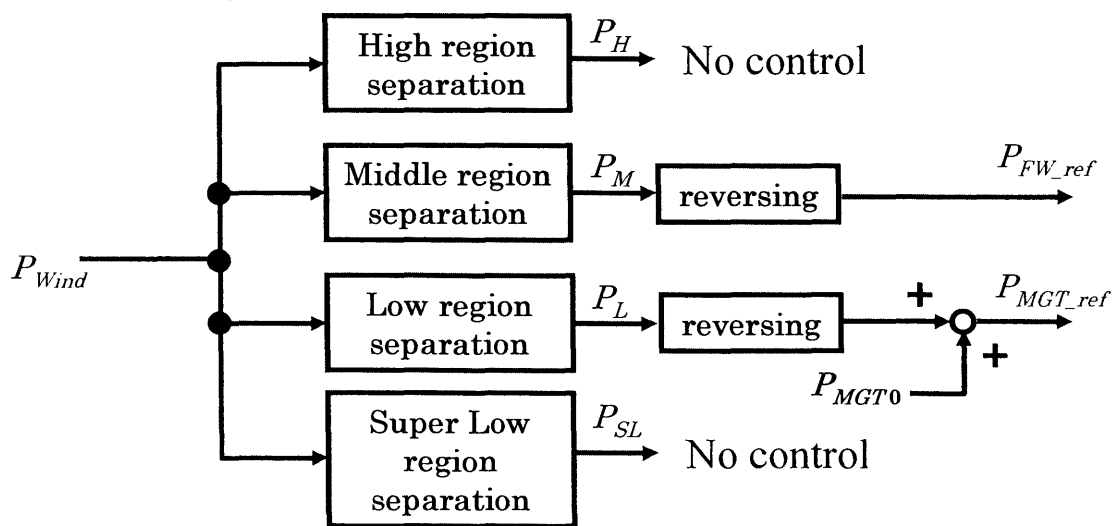 High region
separation
P_H
No control
Middle region
separation
P_M
reversing
P_FW_ref
P_Wind
Low region
separation
P_L
reversing
+
P_MGT_ref
+
P_MGT0
Super Low
region
separation
P_SL
No control